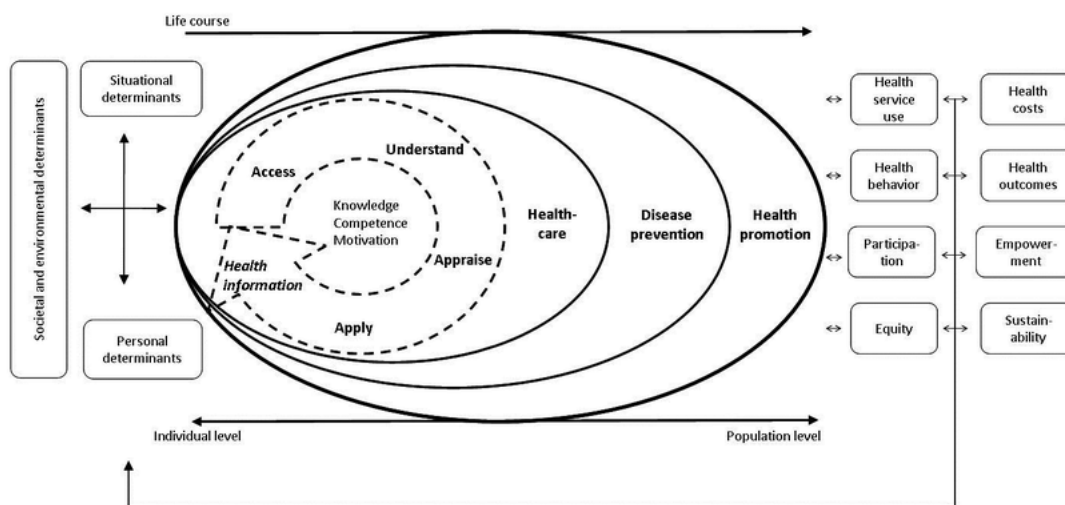 Life course
Societal and environmental determinants
Situational
determinants
Personal
determinants
Access
Understand
Knowledge
Competence
Motivation
Appraise
Health
information
Apply
Health-
care
Disease
prevention
Health
promotion
Health
service
use
Health
costs
Health
behavior
Health
outcomes
Participa-
tion
Empower-
ment
Equity
Sustain-
ability
Individual level
Population level